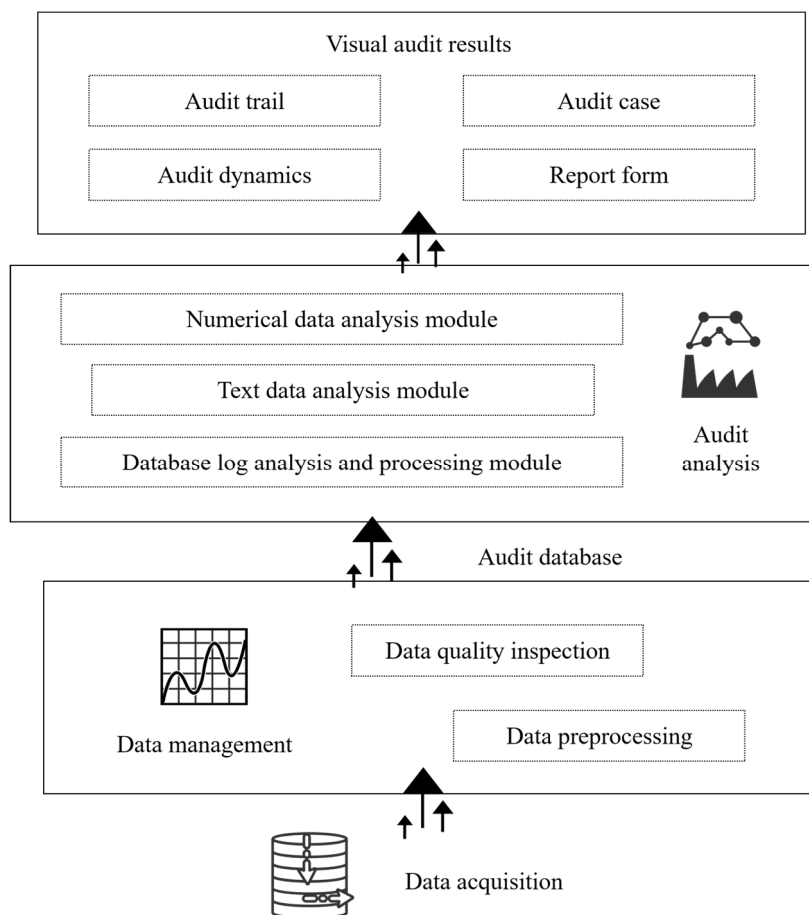 Visual audit results
Audit trail
Audit case
Audit dynamics
Report form
Numerical data analysis module
Text data analysis module
Database log analysis and processing module
Audit
analysis
Audit database
Data quality inspection
Data management
Data preprocessing
Data acquisition